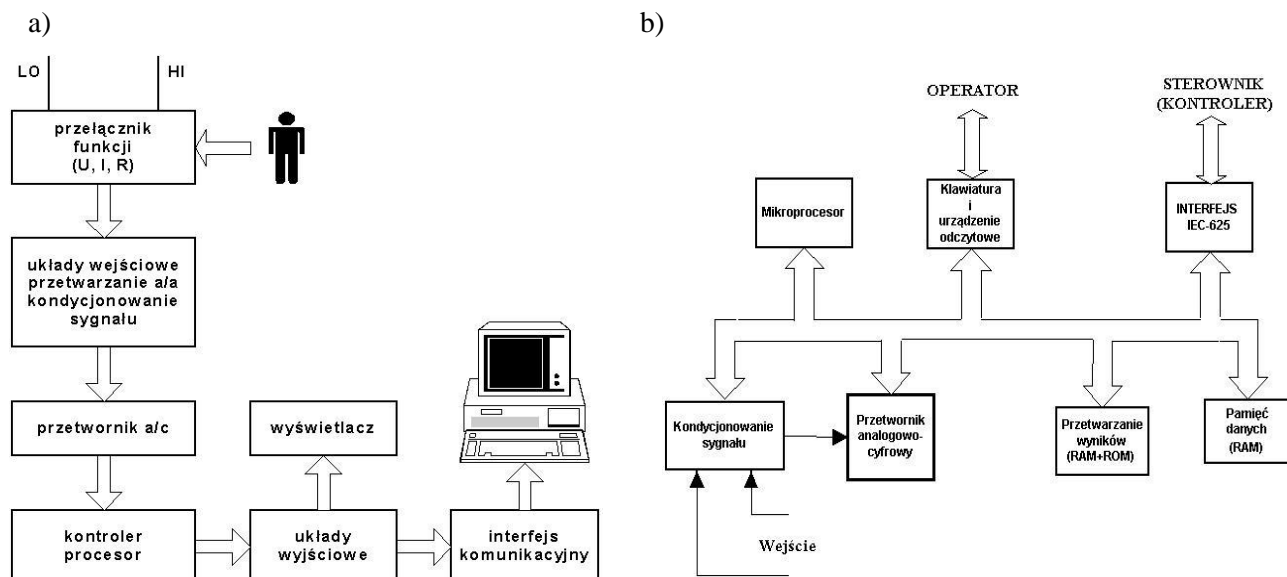 a)
LO
HI
przełącznik
funkcji
(U, I, R)
układy wejściowe
przetwarzanie a/a
kondycjonowanie
sygnału
przetwornik a/c
wyświetlacz
kontroler
procesor
układy
wyjściowe
interfejs
komunikacyjny
b)
OPERATOR
STEROWNIK
(KONTROLER)
Mikroprocesor
Klawiatura
i
urządzenie
odczytowe
INTERFEJS
IEC-625
Kondycjonowanie
sygnału
Przetwornik
analogowo-
cyfrowy
Przetwarzanie
wyników
(RAM+ROM)
Pamięć
danych
(RAM)
Wejście